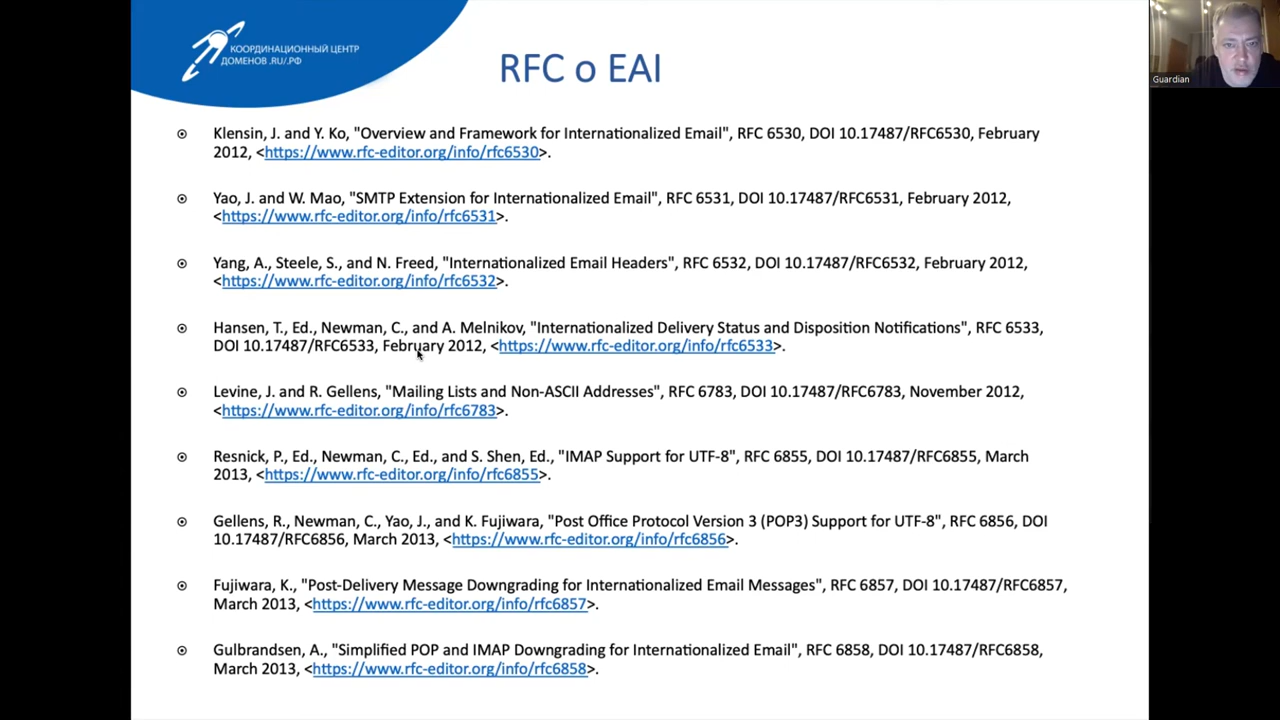 КООРДИНАЦИОННЫЙ ЦЕНТР
ДОМЕНОВ .RU/.РФ
RFC о EAI
Guardian
Klensin, J. and Y. Ko, "Overview and Framework for Internationalized Email", RFC 6530, DOI 10.17487/RFC6530, February
2012, <https://www.rfc-editor.org/info/rfc6530>.
Yao, J. and W. Mao, "SMTP Extension for Internationalized Email", RFC 6531, DOI 10.17487/RFC6531, February 2012,
<https://www.rfc-editor.org/info/rfc6531>.
Yang, A., Steele, S., and N. Freed, "Internationalized Email Headers", RFC 6532, DOI 10.17487/RFC6532, February 2012,
<https://www.rfc-editor.org/info/rfc6532>.
Hansen, T., Ed., Newman, C., and A. Melnikov, "Internationalized Delivery Status and Disposition Notifications", RFC 6533,
DOI 10.17487/RFC6533, February 2012, <https://www.rfc-editor.org/info/rfc6533>.
Levine, J. and R. Gellens, "Mailing Lists and Non-ASCII Addresses", RFC 6783, DOI 10.17487/RFC6783, November 2012,
<https://www.rfc-editor.org/info/rfc6783>.
Resnick, P., Ed., Newman, C., Ed., and S. Shen, Ed., "IMAP Support for UTF-8", RFC 6855, DOI 10.17487/RFC6855, March
2013, <https://www.rfc-editor.org/info/rfc6855>.
Gellens, R., Newman, C., Yao, J., and K. Fujiwara, "Post Office Protocol Version 3 (POP3) Support for UTF-8", RFC 6856, DOI
10.17487/RFC6856, March 2013, <https://www.rfc-editor.org/info/rfc6856>.
Fujiwara, K., "Post-Delivery Message Downgrading for Internationalized Email Messages", RFC 6857, DOI 10.17487/RFC6857,
March 2013, <https://www.rfc-editor.org/info/rfc6857>.
Gulbrandsen, A., "Simplified POP and IMAP Downgrading for Internationalized Email", RFC 6858, DOI 10.17487/RFC6858,
March 2013, <https://www.rfc-editor.org/info/rfc6858>.